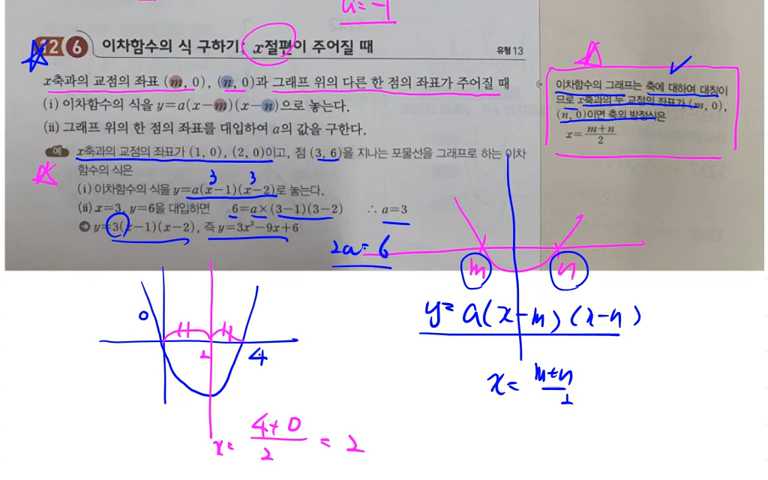 a=-1
26 이차함수의 식 구하기; x절편이 주어질 때 유형13
x축과의 교점의 좌표 (m, 0), (n, 0)과 그래프 위의 다른 한 점의 좌표가 주어질 때
(i) 이차함수의 식을 y=a(x-m)(x-n)으로 놓는다.
(ii) 그래프 위의 한 점의 좌표를 대입하여 a의 값을 구한다.
예 x축과의 교점의 좌표가 (1, 0), (2, 0)이고, 점 (3, 6)을 지나는 포물선을 그래프로 하는 이차
함수의 식은
3 3
(i) 이차함수의 식을 y=a(x-1)(x-2)로 놓는다.
(ii) x=3, y=6을 대입하면 6=a×(3-1)(3-2) ∴ a=3
➔ y=3(x-1)(x-2), 즉 y=3x²-9x+6
이차함수의 그래프는 축에 대하여 대칭이
므로 x축과의 두 교점의 좌표가 (m, 0),
(n, 0)이면 축의 방정식은
x=m+n/2
2a=6
m n
y=a(x-m)(x-n)
x=m+n/2
0 2 4
x=4+0/2=2